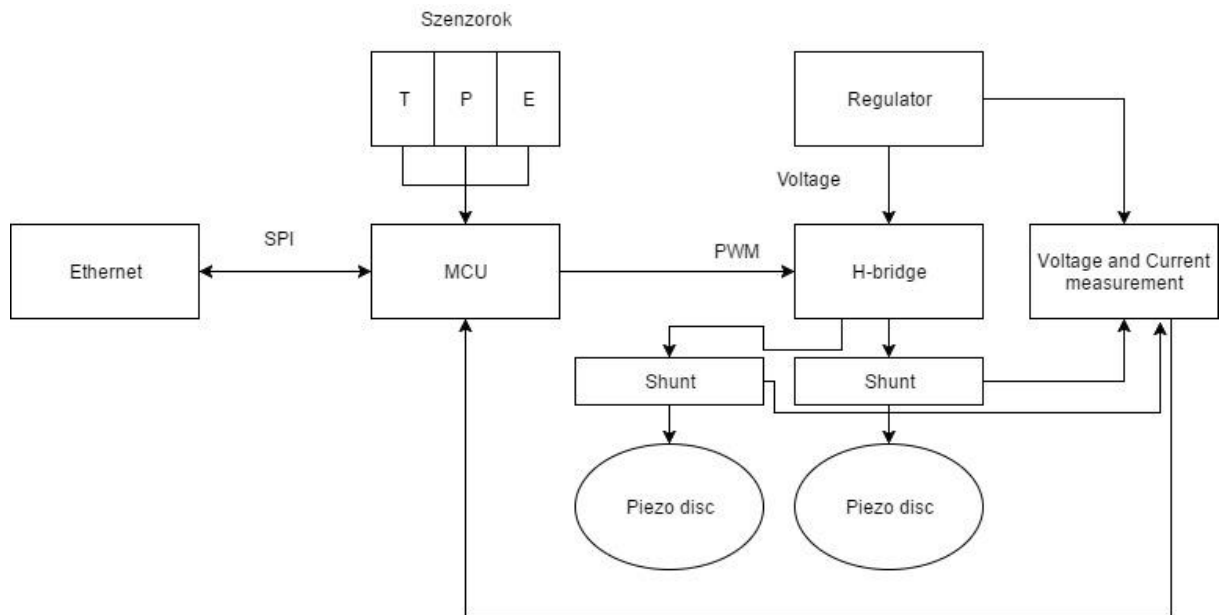 Szenzorok
T
P
E
Regulator
Voltage
SPI
PWM
Ethernet
MCU
H-bridge
Voltage and Current
measurement
Shunt
Shunt
Piezo disc
Piezo disc